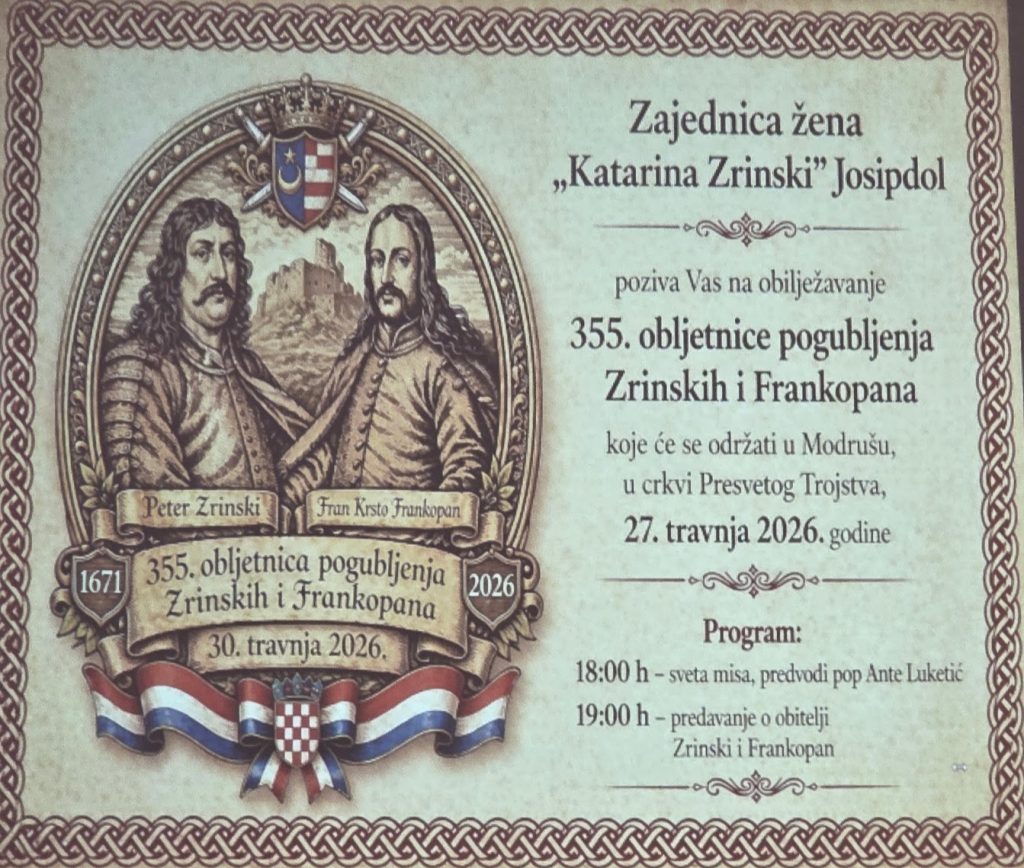 Zajednica žena
„Katarina Zrinski” Josipdol
poziva Vas na obilježavanje
355. obljetnice pogubljenja
Zrinskih i Frankopana
koje će se održati u Modrušu,
u crkvi Presvetog Trojstva,
27. travnja 2026. godine
Program:
18:00 h – sveta misa, predvodi pop Ante Luketić
19:00 h – predavanje o obitelji
Zrinski i Frankopan
Peter Zrinski
Fran Krsto Frankopan
1671
355. obljetnica pogubljenja
Zrinskih i Frankopana
2026
30. travnja 2026.